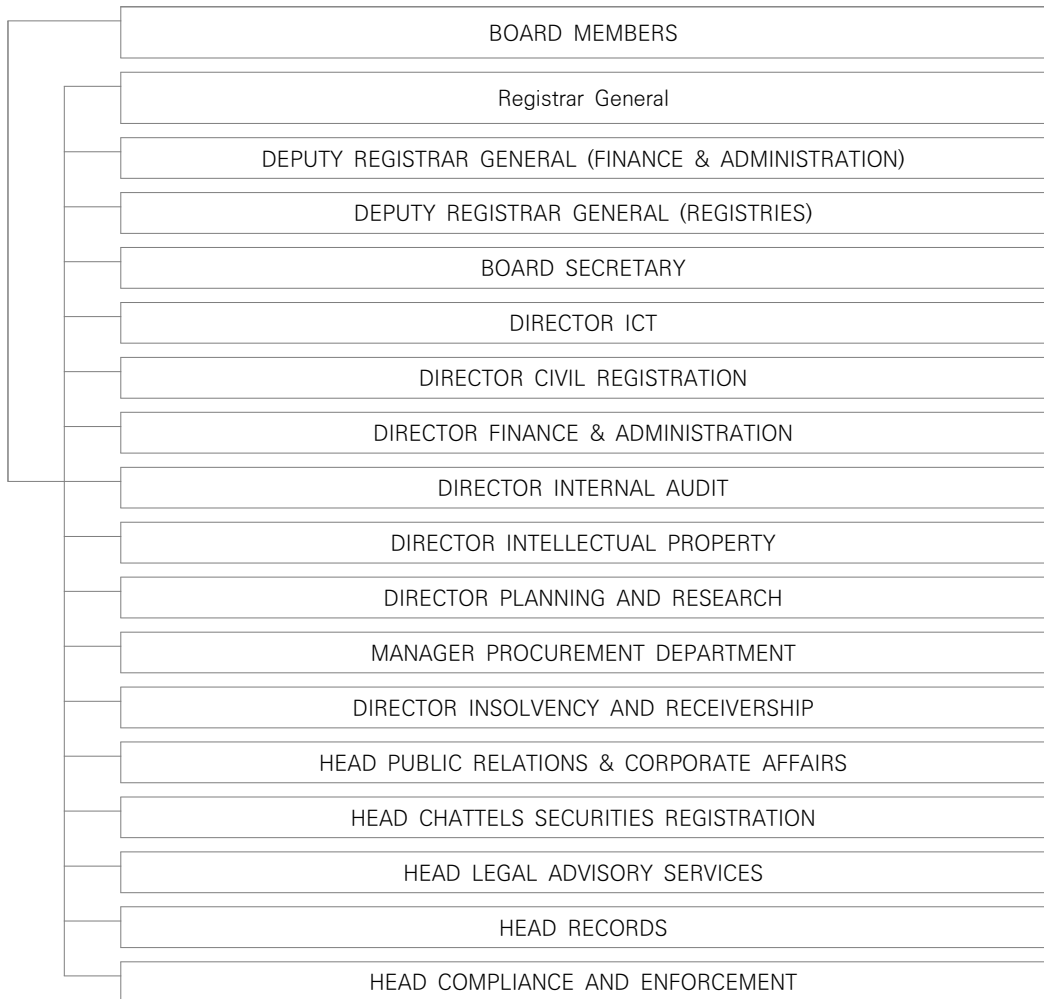 BOARD MEMBERS
Registrar General
DEPUTY REGISTRAR GENERAL (FINANCE & ADMINISTRATION)
DEPUTY REGISTRAR GENERAL (REGISTRIES)
BOARD SECRETARY
DIRECTOR ICT
DIRECTOR CIVIL REGISTRATION
DIRECTOR FINANCE & ADMINISTRATION
DIRECTOR INTERNAL AUDIT
DIRECTOR INTELLECTUAL PROPERTY
DIRECTOR PLANNING AND RESEARCH
MANAGER PROCUREMENT DEPARTMENT
DIRECTOR INSOLVENCY AND RECEIVERSHIP
HEAD PUBLIC RELATIONS & CORPORATE AFFAIRS
HEAD CHATTELS SECURITIES REGISTRATION
HEAD LEGAL ADVISORY SERVICES
HEAD RECORDS
HEAD COMPLIANCE AND ENFORCEMENT